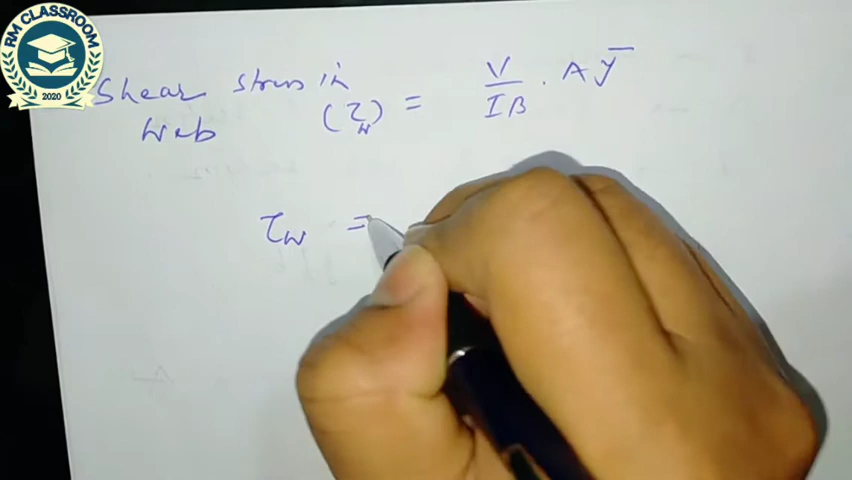 RM CLASSROOM
2020
Shear stress in
Web (τw) = V/IB . Aȳ
τw =